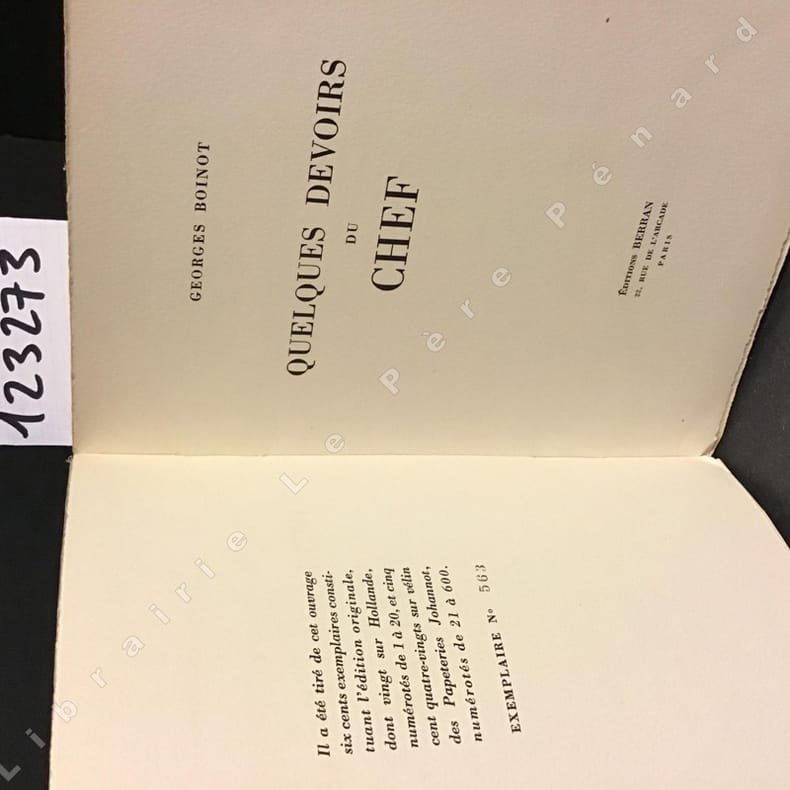 Il a été tiré de cet ouvrage
six cents exemplaires consti-
tuant l'édition originale,
dont vingt sur Hollande,
numérotés de 1 à 20, et cinq
cent quatre-vingts sur vélin
des Papeteries Johannot,
numérotés de 21 à 600.
EXEMPLAIRE N° 563
GEORGES BOINOT
QUELQUES DEVOIRS
DU
CHEF
ÉDITIONS BERRAN
22, RUE DE L'ARCADE
PARIS
123273
Librairie Le Père Pénard